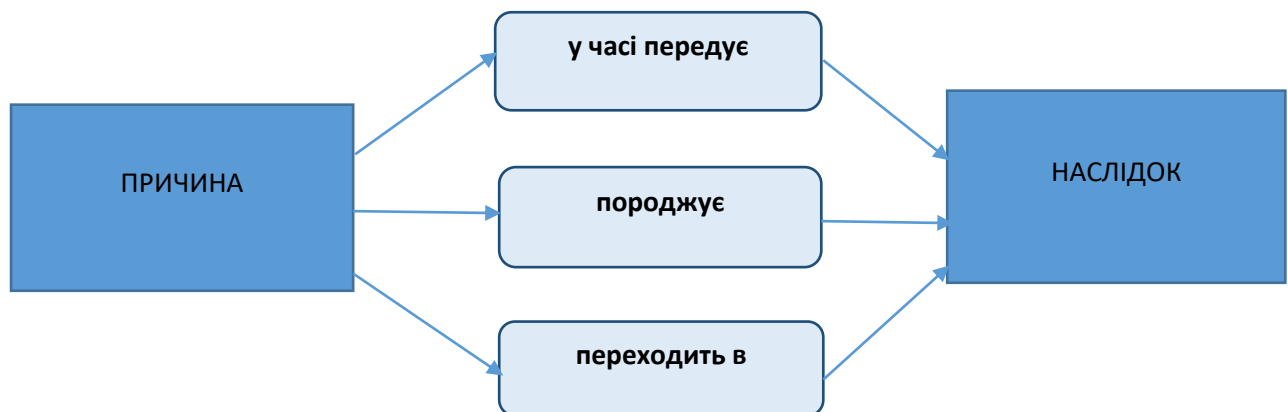 у часі передує
ПРИЧИНА
НАСЛІДОК
породжує
переходить в